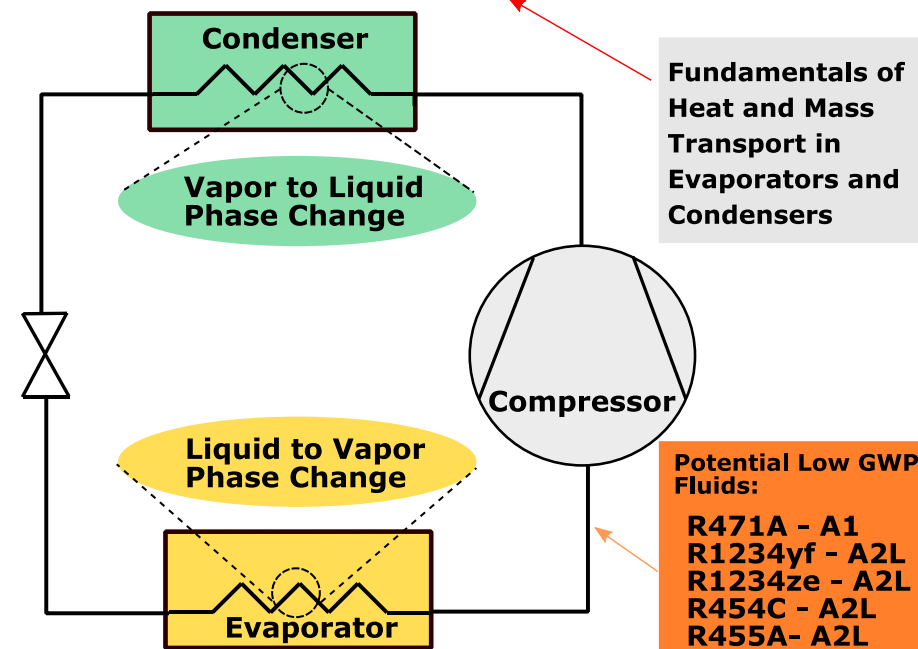 Condenser
Fundamentals of
Heat and Mass
Transport in
Evaporators and
Condensers
Vapor to Liquid
Phase Change
Compressor
Liquid to Vapor
Phase Change
Potential Low GWP
Fluids:
R471A - A1
R1234yf - A2L
R1234ze - A2L
R454C - A2L
R455A- A2L
Evaporator